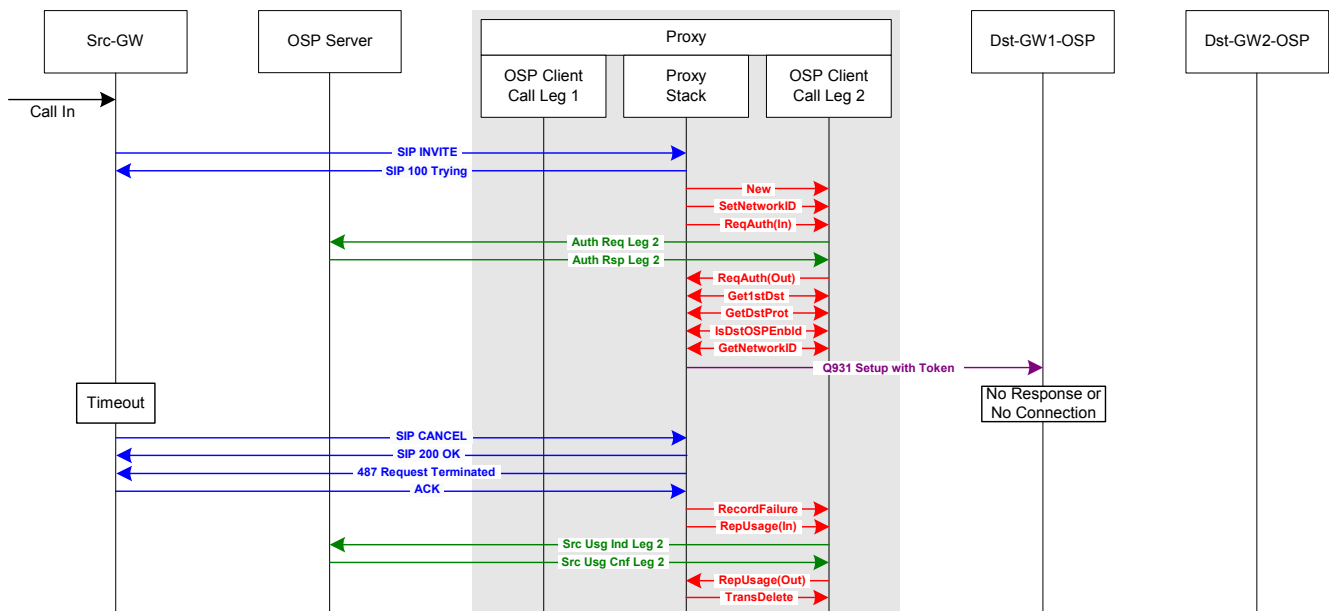 Src-GW
OSP Server
Proxy
OSP Client
Call Leg 1
Proxy
Stack
OSP Client
Call Leg 2
Dst-GW1-OSP
Dst-GW2-OSP
Call In
SIP INVITE
SIP 100 Trying
New
SetNetworkID
ReqAuth(In)
Auth Req Leg 2
Auth Rsp Leg 2
ReqAuth(Out)
Get1stDst
GetDstProt
IsDstOSPEnbld
GetNetworkID
Q931 Setup with Token
Timeout
No Response or
No Connection
SIP CANCEL
SIP 200 OK
487 Request Terminated
ACK
RecordFailure
RepUsage(In)
Src Usg Ind Leg 2
Src Usg Cnf Leg 2
RepUsage(Out)
TransDelete